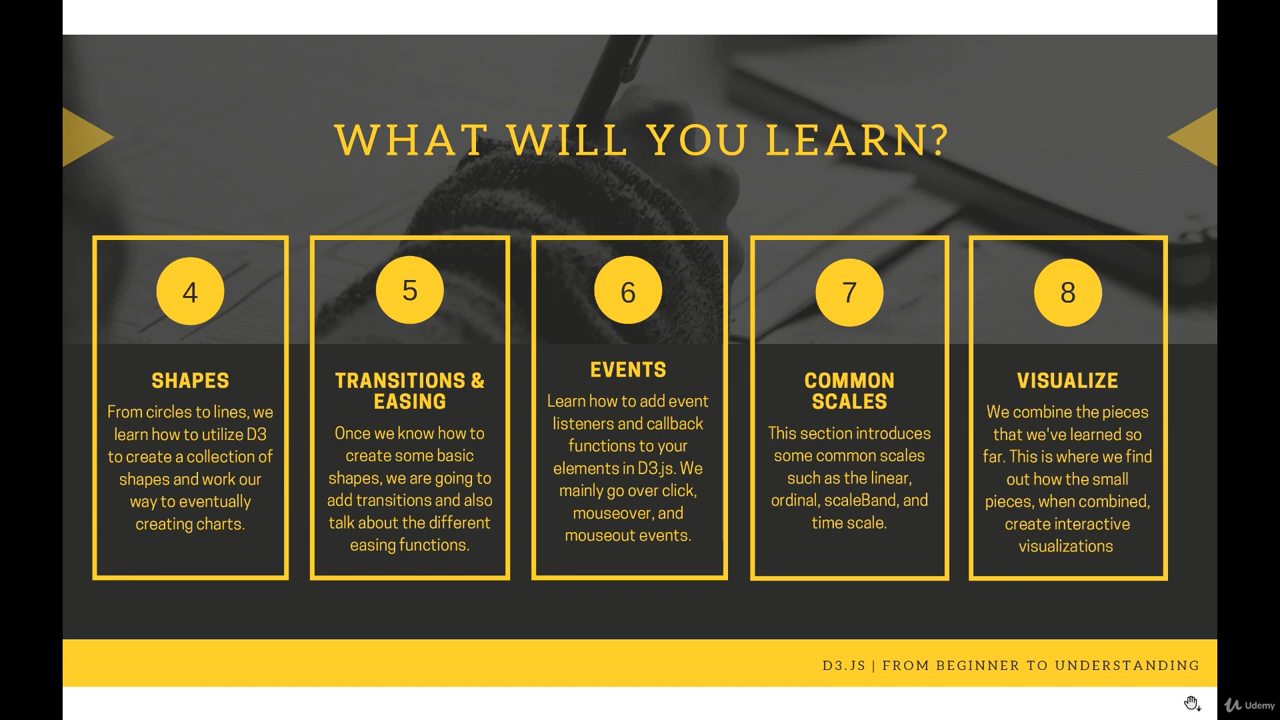 WHAT WILL YOU LEARN?
4
SHAPES
From circles to lines, we
learn how to utilize D3
to create a collection of
shapes and work our
way to eventually
creating charts.
5
TRANSITIONS &
EASING
Once we know how to
create some basic
shapes, we are going to
add transitions and also
talk about the different
easing functions.
6
EVENTS
Learn how to add event
listeners and callback
functions to your
elements in D3.js. We
mainly go over click,
mouseover, and
mouseout events.
7
COMMON
SCALES
This section introduces
some common scales
such as the linear,
ordinal, scaleBand, and
time scale.
8
VISUALIZE
We combine the pieces
that we've learned so
far. This is where we find
out how the small
pieces, when combined,
create interactive
visualizations
D3.JS | FROM BEGINNER TO UNDERSTANDING
Udemy